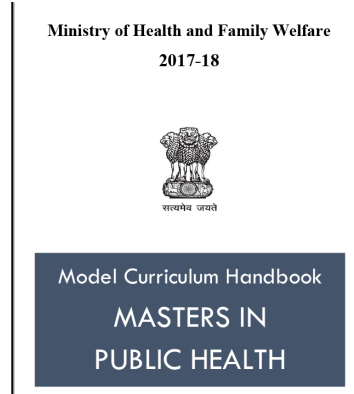 Ministry of Health and Family Welfare
2017-18
सत्यमेव जयते
Model Curriculum Handbook
MASTERS IN
PUBLIC HEALTH